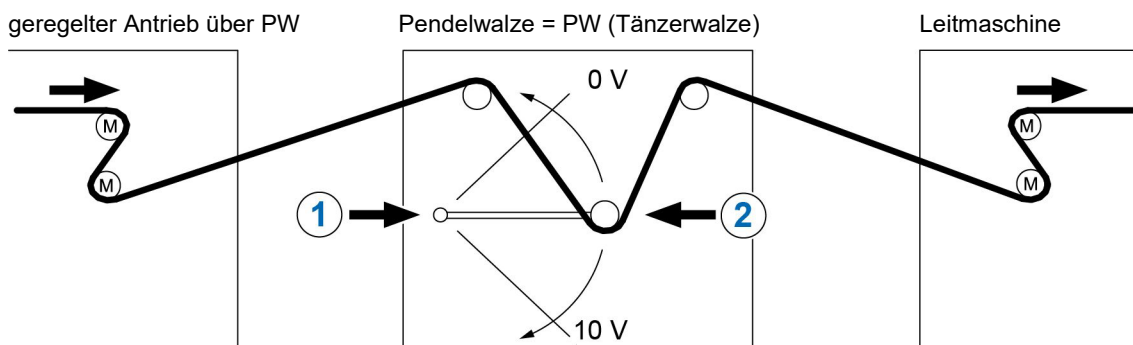 geregelter Antrieb über PW
Pendelwalze = PW (Tänzerwalze)
Leitmaschine
0 V
M
M
M
M
1
2
10 V